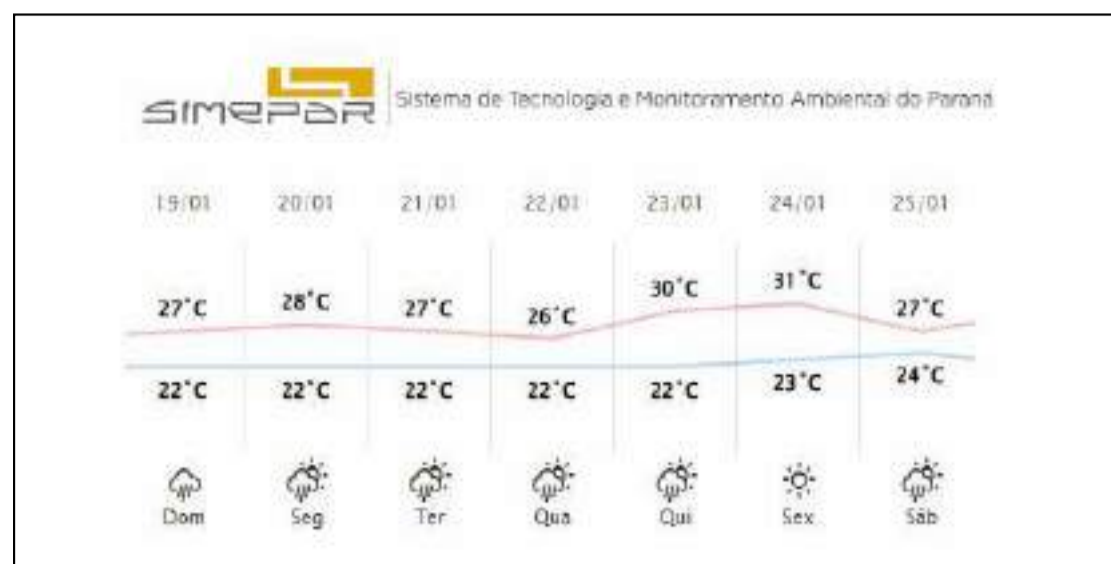 SIMEPAR
Sistema de Tecnologia e Monitoramento Ambiental do Paraná
19/01 20/01 21/01 22/01 23/01 24/01 25/01
27°C 28°C 27°C 26°C 30°C 31°C 27°C
22°C 22°C 22°C 22°C 22°C 23°C 24°C
Dom Seg Ter Qua Qui Sex Sáb